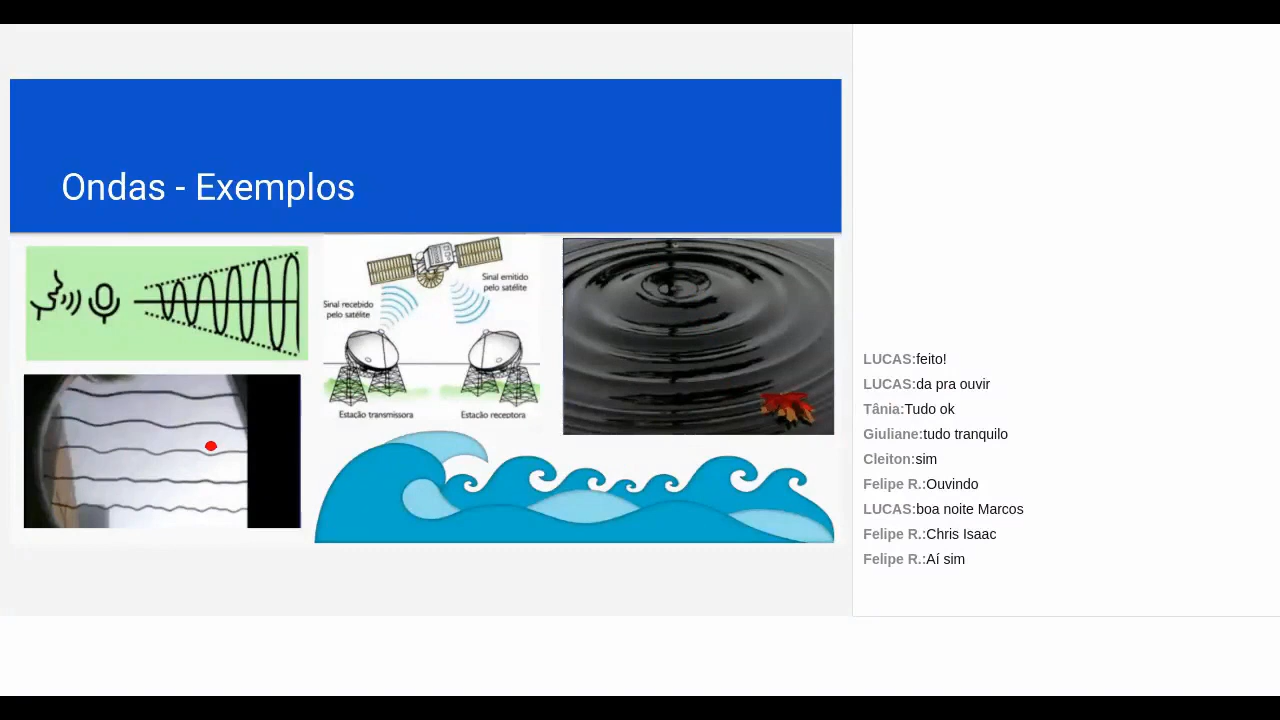 Ondas - Exemplos
Sinal emitido
pelo satélite
Sinal recebido
pelo satélite
Estação transmissora
Estação receptora
LUCAS:feito!
LUCAS:da pra ouvir
Tânia:Tudo ok
Giuliane:tudo tranquilo
Cleiton:sim
Felipe R.:Ouvindo
LUCAS:boa noite Marcos
Felipe R.:Chris Isaac
Felipe R.:Aí sim